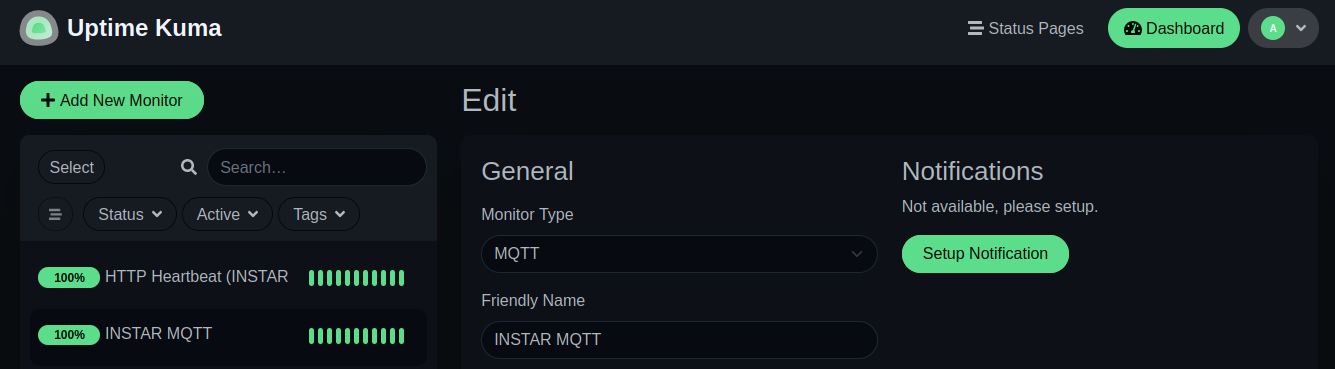 Uptime Kuma
Status Pages
Dashboard
A
Add New Monitor
Edit
Select
Search...
Status
Active
Tags
100% HTTP Heartbeat (INSTAR
100% INSTAR MQTT
General
Monitor Type
MQTT
Friendly Name
INSTAR MQTT
Notifications
Not available, please setup.
Setup Notification